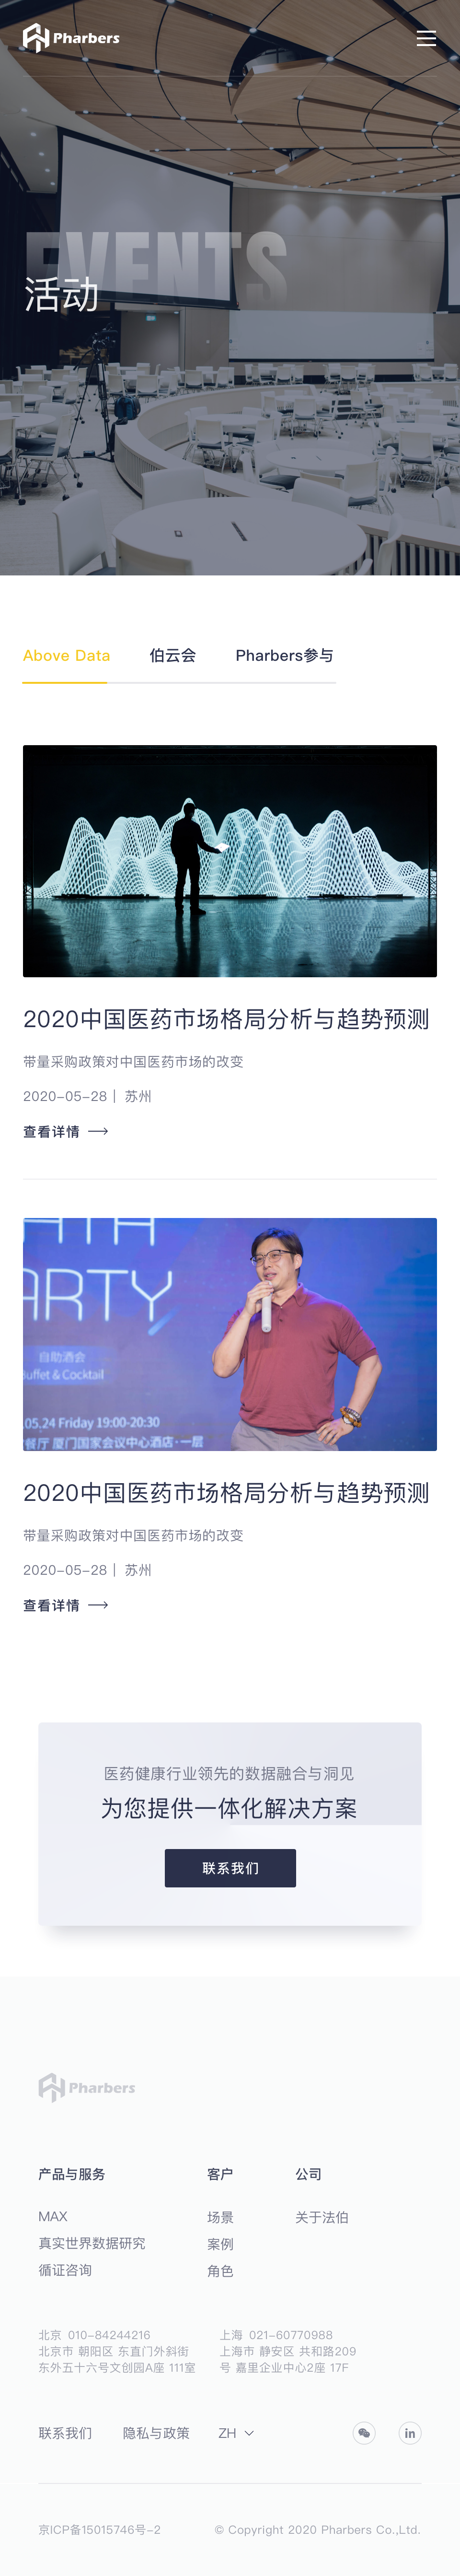 Pharbers
EVENTS
活动
Above Data
伯云会
Pharbers参与
2020中国医药市场格局分析与趋势预测
带量采购政策对中国医药市场的改变
2020-05-28 | 苏州
查看详情
ARTY
自助酒会
Buffet & Cocktail
.05.24 Friday 19:00-20:30
餐厅 厦门国家会议中心酒店·一层
2020中国医药市场格局分析与趋势预测
带量采购政策对中国医药市场的改变
2020-05-28 | 苏州
查看详情
医药健康行业领先的数据融合与洞见
为您提供一体化解决方案
联系我们
Pharbers
产品与服务
MAX
真实世界数据研究
循证咨询
客户
场景
案例
角色
公司
关于法伯
北京 010-84244216
北京市 朝阳区 东直门外斜街
东外五十六号文创园A座 111室
上海 021-60770988
上海市 静安区 共和路209
号 嘉里企业中心2座 17F
联系我们
隐私与政策
ZH
in
京ICP备15015746号-2
© Copyright 2020 Pharbers Co.,Ltd.